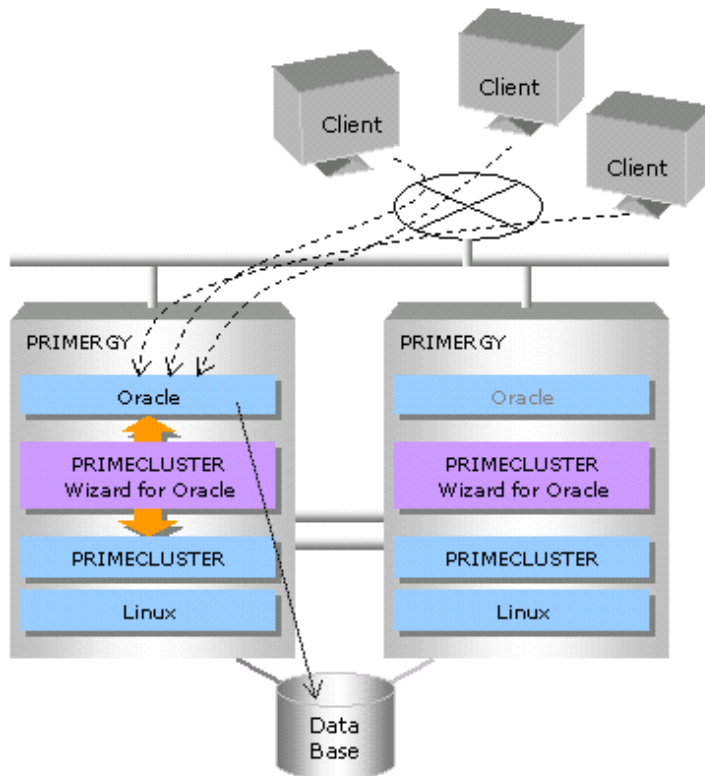 Client
Client
Client
PRIMERGY
Oracle
PRIMECLUSTER
Wizard for Oracle
PRIMECLUSTER
Linux
PRIMERGY
Oracle
PRIMECLUSTER
Wizard for Oracle
PRIMECLUSTER
Linux
Data
Base